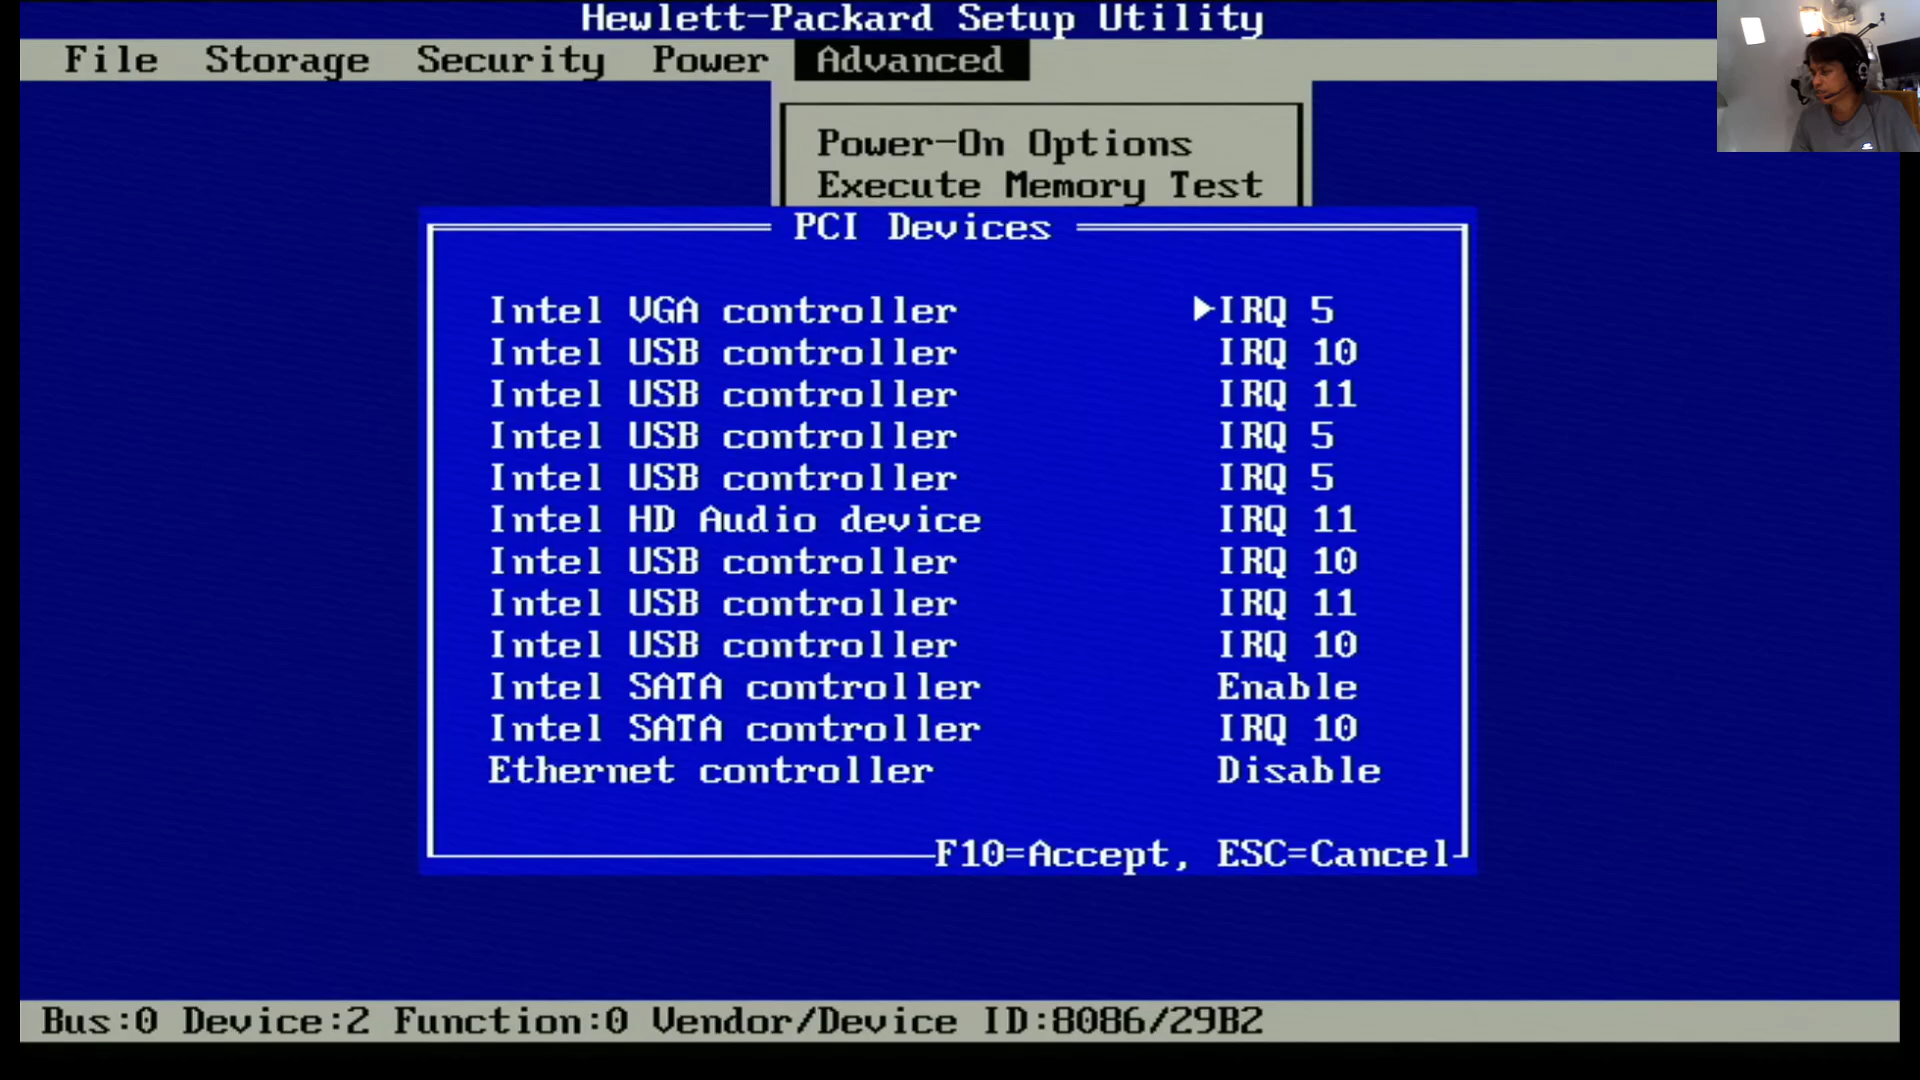 Hewlett-Packard Setup Utility
File Storage Security Power Advanced
Power-On Options
Execute Memory Test
PCI Devices
Intel VGA controller ►IRQ 5
Intel USB controller IRQ 10
Intel USB controller IRQ 11
Intel USB controller IRQ 5
Intel USB controller IRQ 5
Intel HD Audio device IRQ 11
Intel USB controller IRQ 10
Intel USB controller IRQ 11
Intel USB controller IRQ 10
Intel SATA controller Enable
Intel SATA controller IRQ 10
Ethernet controller Disable
F10=Accept, ESC=Cancel
Bus:0 Device:2 Function:0 Vendor/Device ID:8086/29B2